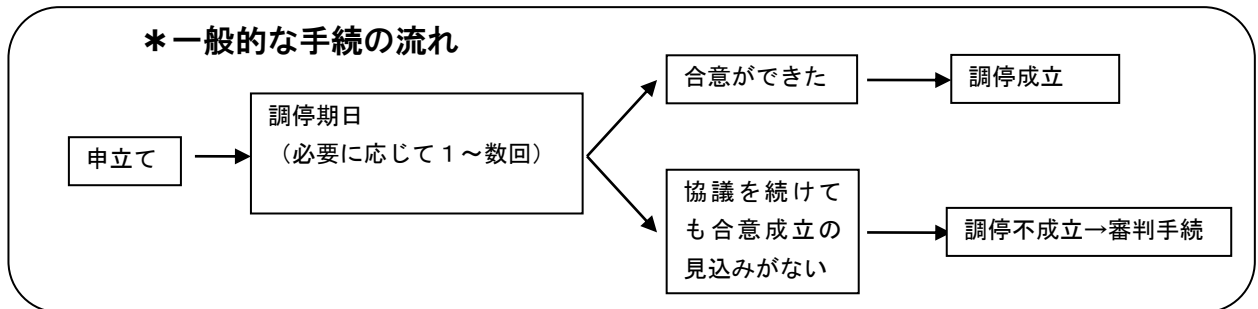 ＊一般的な手続の流れ
申立て
調停期日
（必要に応じて１～数回）
合意ができた
調停成立
協議を続けて
も合意成立の
見込みがない
調停不成立→審判手続